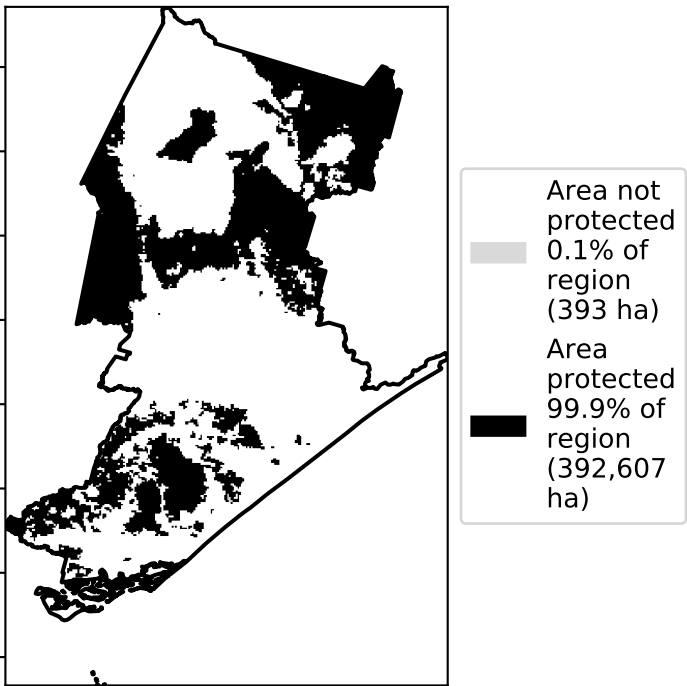 Area not
protected
0.1% of
region
(393 ha)
Area
protected
99.9% of
region
(392,607
ha)